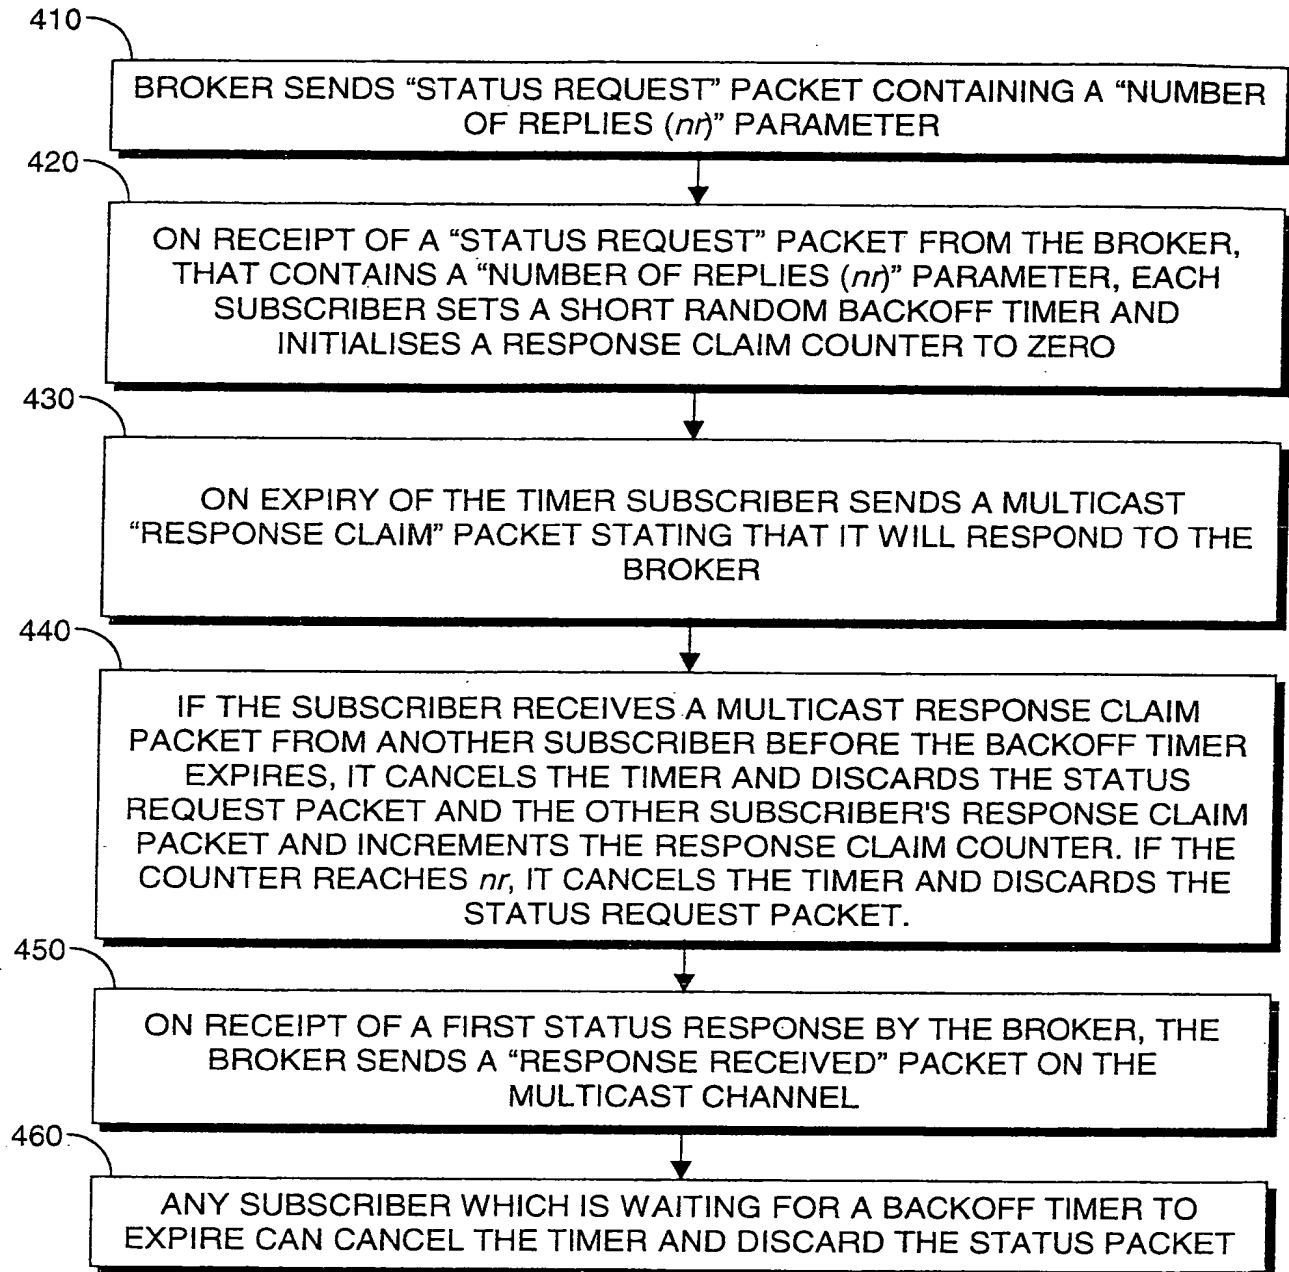 410
BROKER SENDS “STATUS REQUEST” PACKET CONTAINING A “NUMBER
OF REPLIES (nr)” PARAMETER
420
ON RECEIPT OF A “STATUS REQUEST” PACKET FROM THE BROKER,
THAT CONTAINS A “NUMBER OF REPLIES (nr)” PARAMETER, EACH
SUBSCRIBER SETS A SHORT RANDOM BACKOFF TIMER AND
INITIALISES A RESPONSE CLAIM COUNTER TO ZERO
430
ON EXPIRY OF THE TIMER SUBSCRIBER SENDS A MULTICAST
“RESPONSE CLAIM” PACKET STATING THAT IT WILL RESPOND TO THE
BROKER
440
IF THE SUBSCRIBER RECEIVES A MULTICAST RESPONSE CLAIM
PACKET FROM ANOTHER SUBSCRIBER BEFORE THE BACKOFF TIMER
EXPIRES, IT CANCELS THE TIMER AND DISCARDS THE STATUS
REQUEST PACKET AND THE OTHER SUBSCRIBER'S RESPONSE CLAIM
PACKET AND INCREMENTS THE RESPONSE CLAIM COUNTER. IF THE
COUNTER REACHES nr, IT CANCELS THE TIMER AND DISCARDS THE
STATUS REQUEST PACKET.
450
ON RECEIPT OF A FIRST STATUS RESPONSE BY THE BROKER, THE
BROKER SENDS A “RESPONSE RECEIVED” PACKET ON THE
MULTICAST CHANNEL
460
ANY SUBSCRIBER WHICH IS WAITING FOR A BACKOFF TIMER TO
EXPIRE CAN CANCEL THE TIMER AND DISCARD THE STATUS PACKET